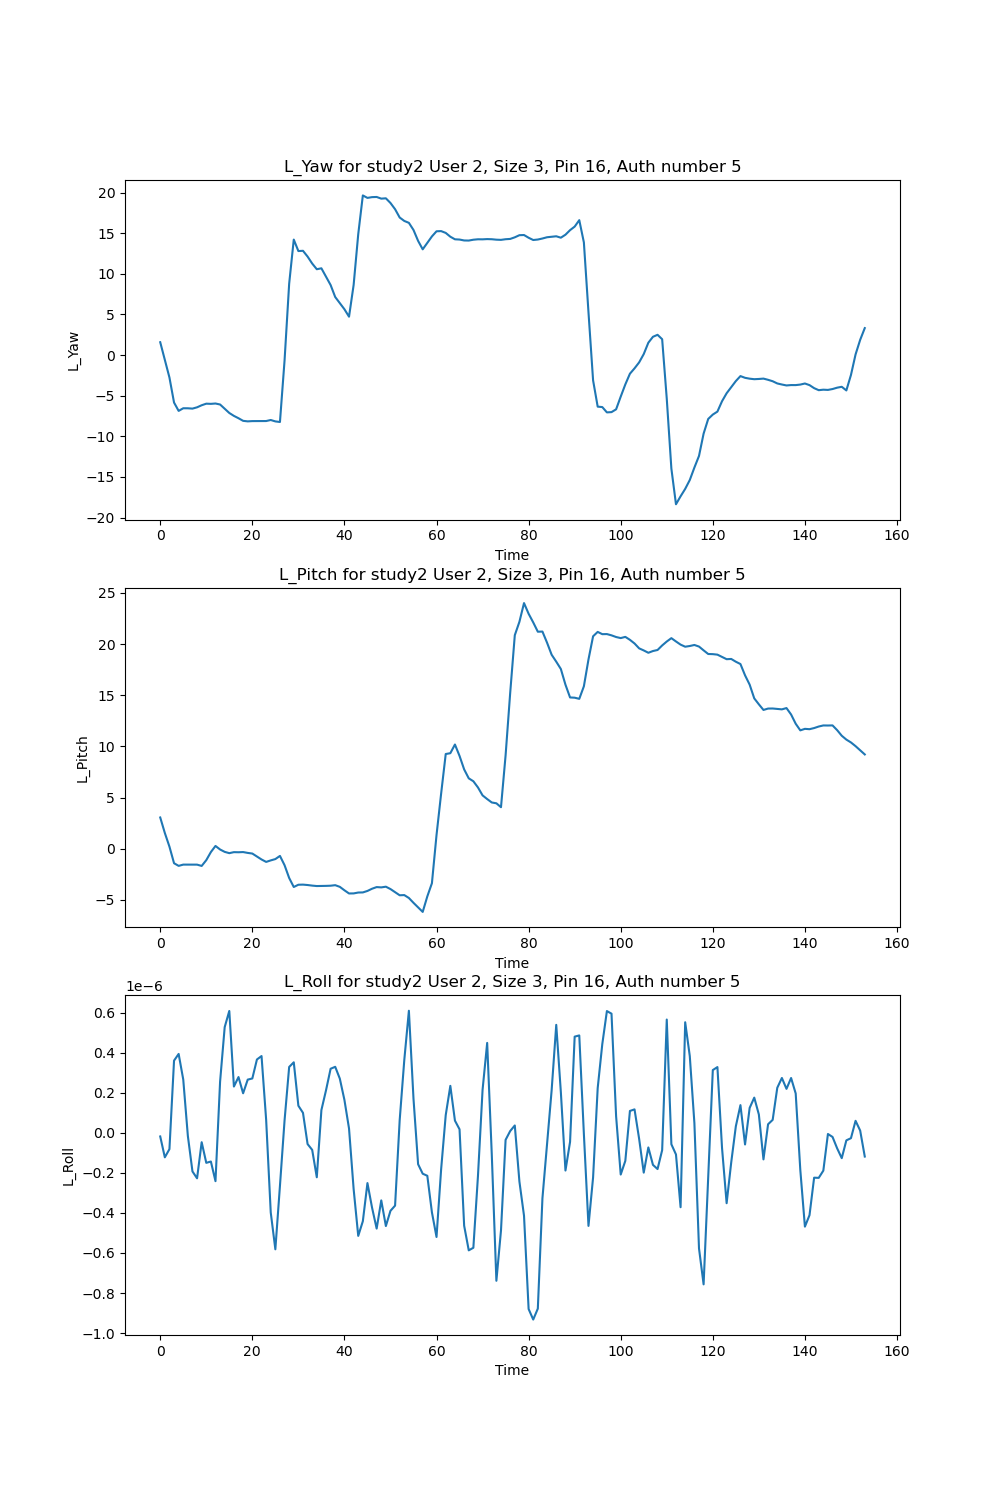 L_Yaw for study2 User 2, Size 3, Pin 16, Auth number 5
20
15
10
5
0
−5
−10
−15
−20
L_Yaw
0 20 40 60 80 100 120 140 160
Time
L_Pitch for study2 User 2, Size 3, Pin 16, Auth number 5
25
20
15
10
5
0
−5
L_Pitch
0 20 40 60 80 100 120 140 160
Time
L_Roll for study2 User 2, Size 3, Pin 16, Auth number 5
1e−6
0.6
0.4
0.2
0.0
−0.2
−0.4
−0.6
−0.8
−1.0
L_Roll
0 20 40 60 80 100 120 140 160
Time